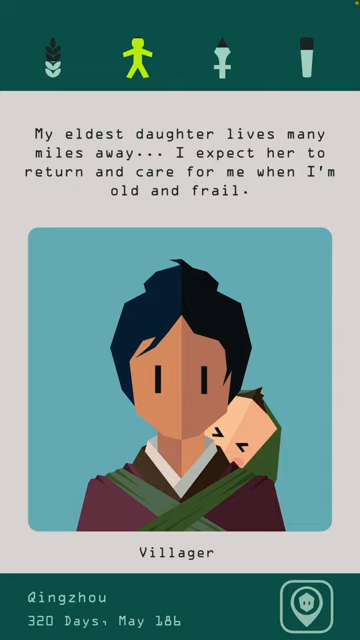 My eldest daughter lives many
miles away... I expect her to
return and care for me when I'm
old and frail.
Villager
Qingzhou
320 Days, May 186